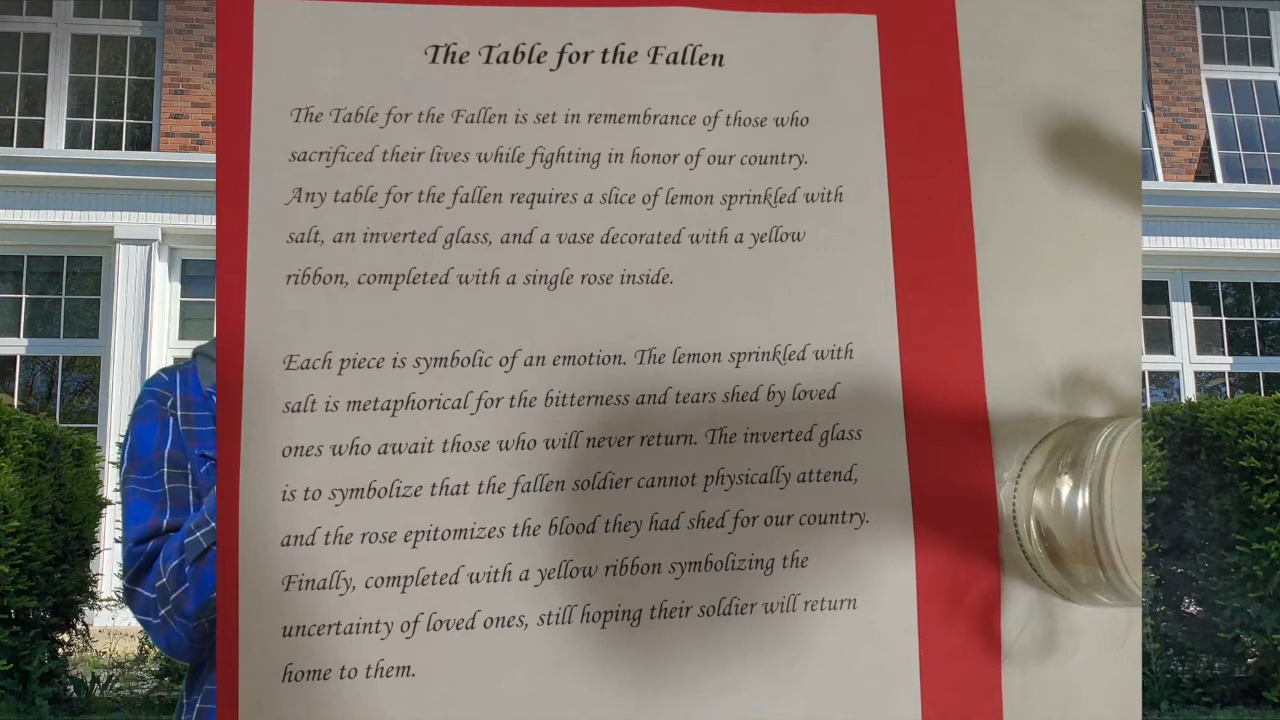 The Table for the Fallen
The Table for the Fallen is set in remembrance of those who
sacrificed their lives while fighting in honor of our country.
Any table for the fallen requires a slice of lemon sprinkled with
salt, an inverted glass, and a vase decorated with a yellow
ribbon, completed with a single rose inside.
Each piece is symbolic of an emotion. The lemon sprinkled with
salt is metaphorical for the bitterness and tears shed by loved
ones who await those who will never return. The inverted glass
is to symbolize that the fallen soldier cannot physically attend,
and the rose epitomizes the blood they had shed for our country.
Finally, completed with a yellow ribbon symbolizing the
uncertainty of loved ones, still hoping their soldier will return
home to them.